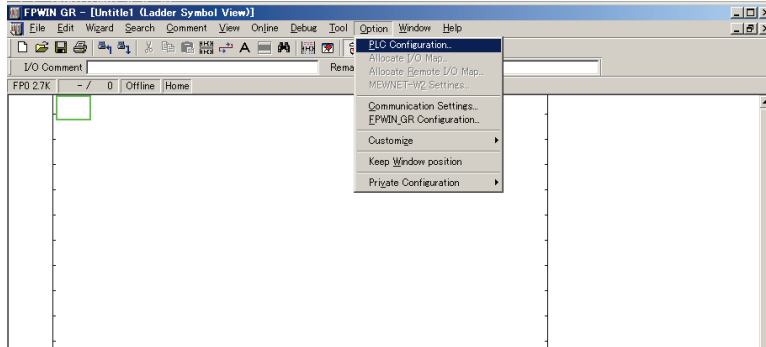 FPWIN GR - [Untitle1 (Ladder Symbol View)]
File Edit Wizard Search Comment View Online Debug Tool Option Window Help
PLC Configuration...
Allocate I/O Map...
I/O Comment Rema
Allocate Remote I/O Map...
MEWNET-W2 Settings...
FP0 2.7K - / 0 Offline Home
Communication Settings...
FPWIN GR Configuration...
Customize
Keep Window position
Private Configuration